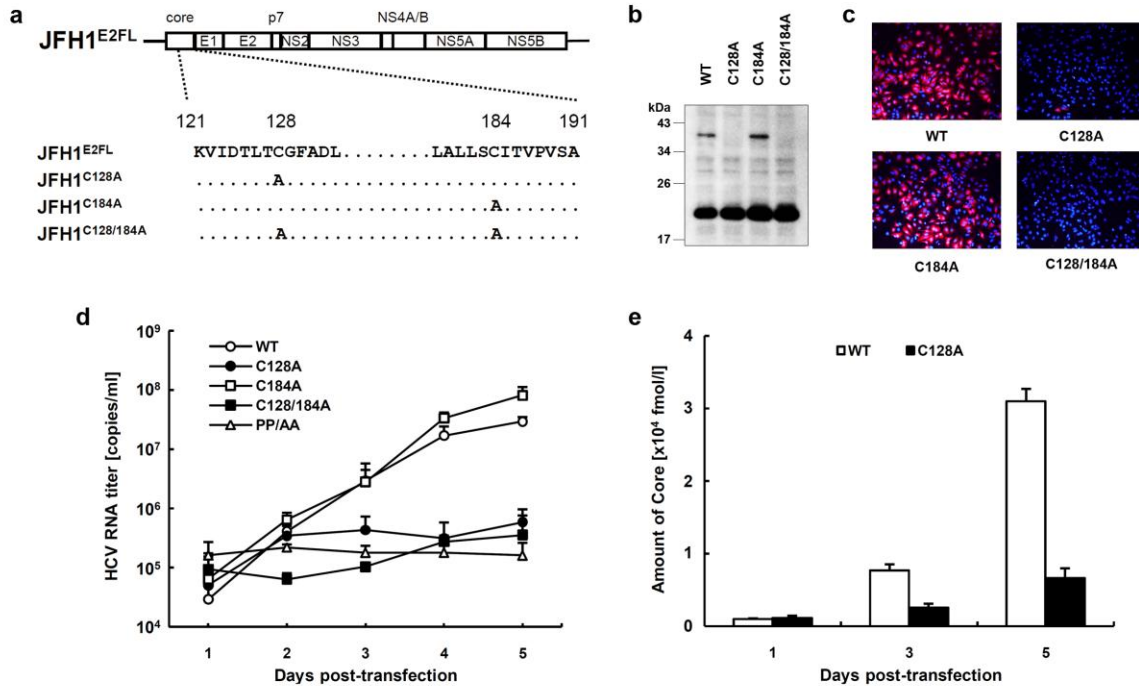 a
core p7 NS4A/B
JFH1E2FL E1 E2 NS2 NS3 NS5A NS5B
121 128 184 191
JFH1E2FL KVIDTLTCGFADL.........LALLSCITVPVSA
JFH1C128A .......A...........................
JFH1C184A ...........................A.......
JFH1C128/184A .......A...................A.......
b
WT C128A C184A C128/184A
kDa
43
34
26
17
c
WT C128A
C184A C128/184A
d
HCV RNA titer [copies/ml]
109
108
107
106
105
104
WT
C128A
C184A
C128/184A
PP/AA
1 2 3 4 5
Days post-transfection
e
Amount of Core [x104 fmol/l]
4
3
2
1
0
WT C128A
1 3 5
Days post-transfection